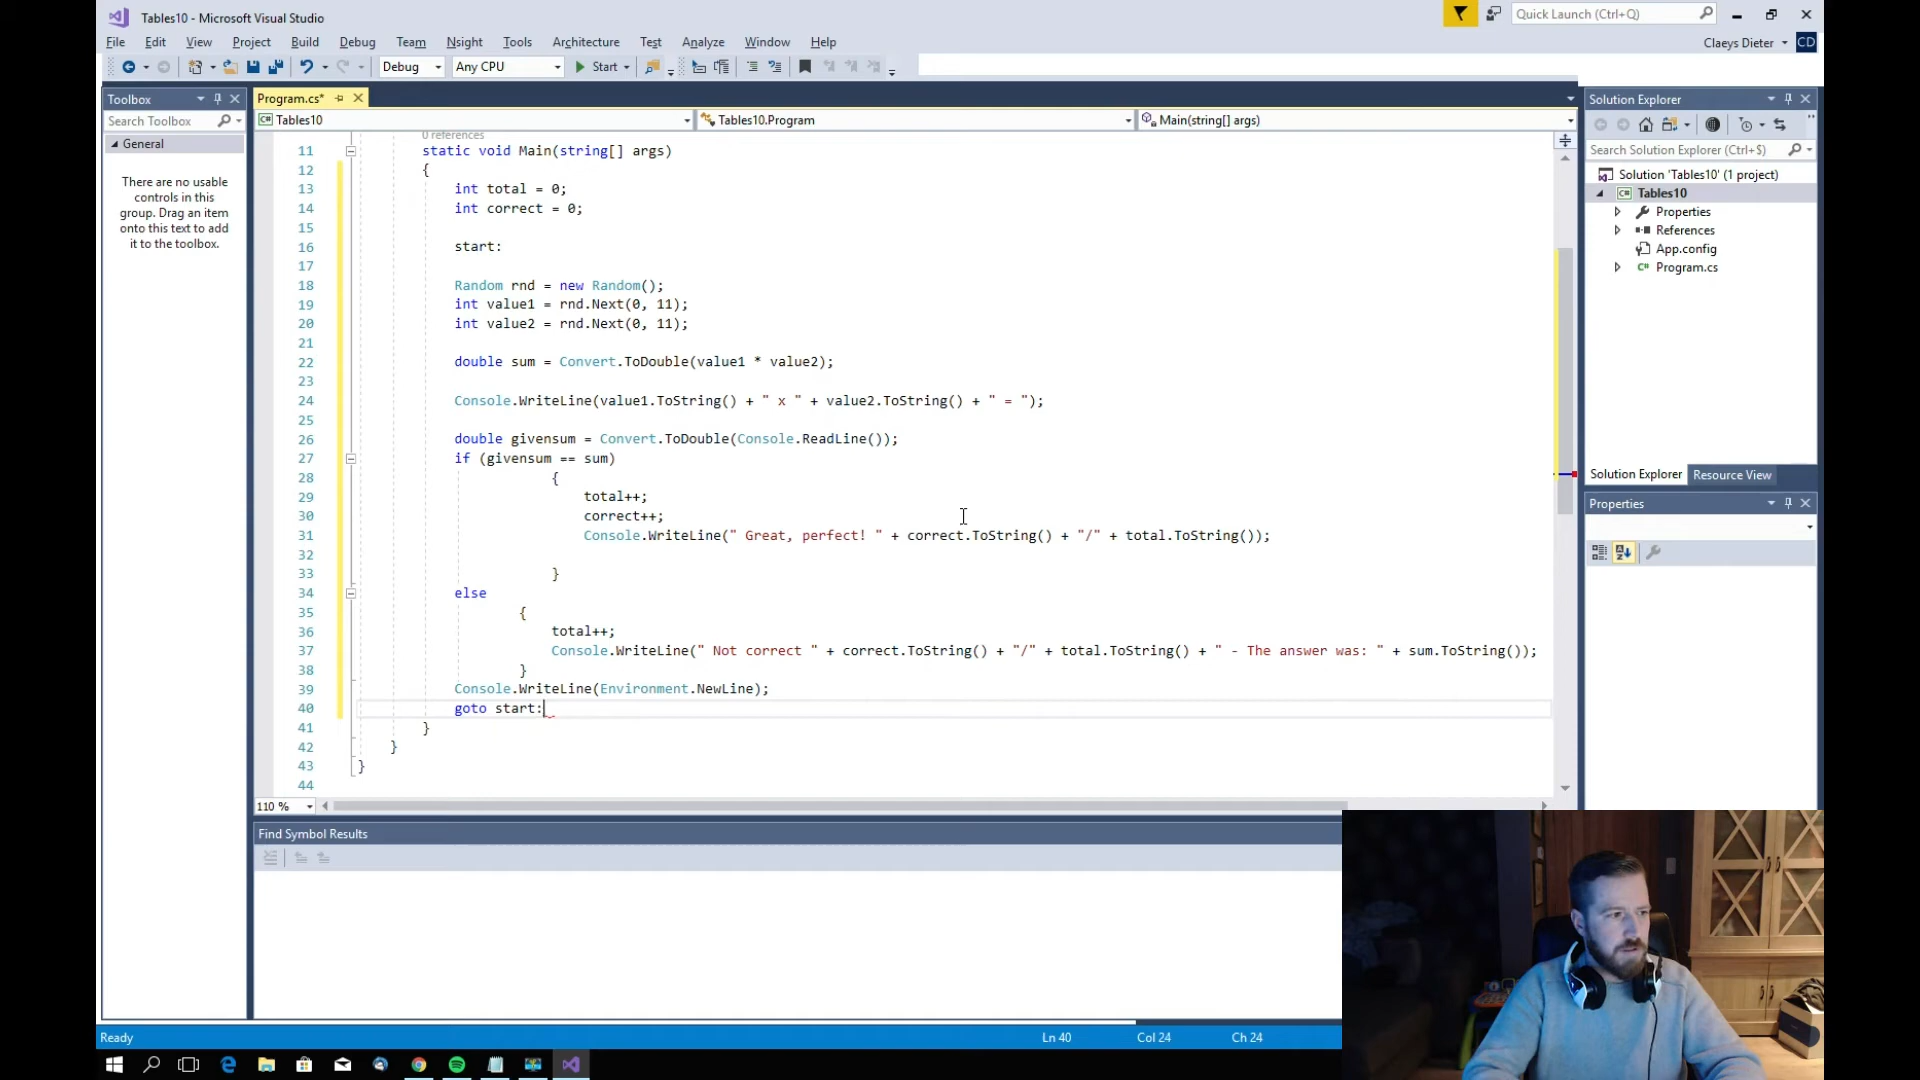 Tables10 - Microsoft Visual Studio
Quick Launch (Ctrl+Q)
File Edit View Project Build Debug Team Nsight Tools Architecture Test Analyze Window Help
Claeys Dieter CD
Debug Any CPU Start
Toolbox
Search Toolbox
General
There are no usable
controls in this
group. Drag an item
onto this text to add
it to the toolbox.
Program.cs*
Tables10 Tables10.Program Main(string[] args)
0 references
11 static void Main(string[] args)
12 {
13 int total = 0;
14 int correct = 0;
15
16 start:
17
18 Random rnd = new Random();
19 int value1 = rnd.Next(0, 11);
20 int value2 = rnd.Next(0, 11);
21
22 double sum = Convert.ToDouble(value1 * value2);
23
24 Console.WriteLine(value1.ToString() + " x " + value2.ToString() + " = ");
25
26 double givensum = Convert.ToDouble(Console.ReadLine());
27 if (givensum == sum)
28 {
29 total++;
30 correct++;
31 Console.WriteLine(" Great, perfect! " + correct.ToString() + "/" + total.ToString());
32
33 }
34 else
35 {
36 total++;
37 Console.WriteLine(" Not correct " + correct.ToString() + "/" + total.ToString() + " - The answer was: " + sum.ToString());
38 }
39 Console.WriteLine(Environment.NewLine);
40 goto start:
41 }
42 }
43 }
44
110 %
Find Symbol Results
Solution Explorer
Search Solution Explorer (Ctrl+$)
Solution 'Tables10' (1 project)
Tables10
Properties
References
App.config
Program.cs
Solution Explorer Resource View
Properties
Ready Ln 40 Col 24 Ch 24